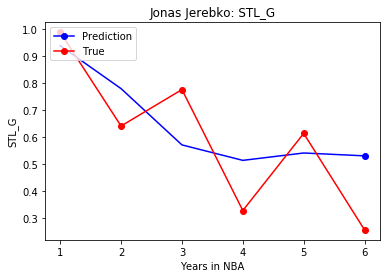 Jonas Jerebko: STL_G
Prediction
True
1.0
0.9
0.8
0.7
0.6
0.5
0.4
0.3
STL_G
1 2 3 4 5 6
Years in NBA